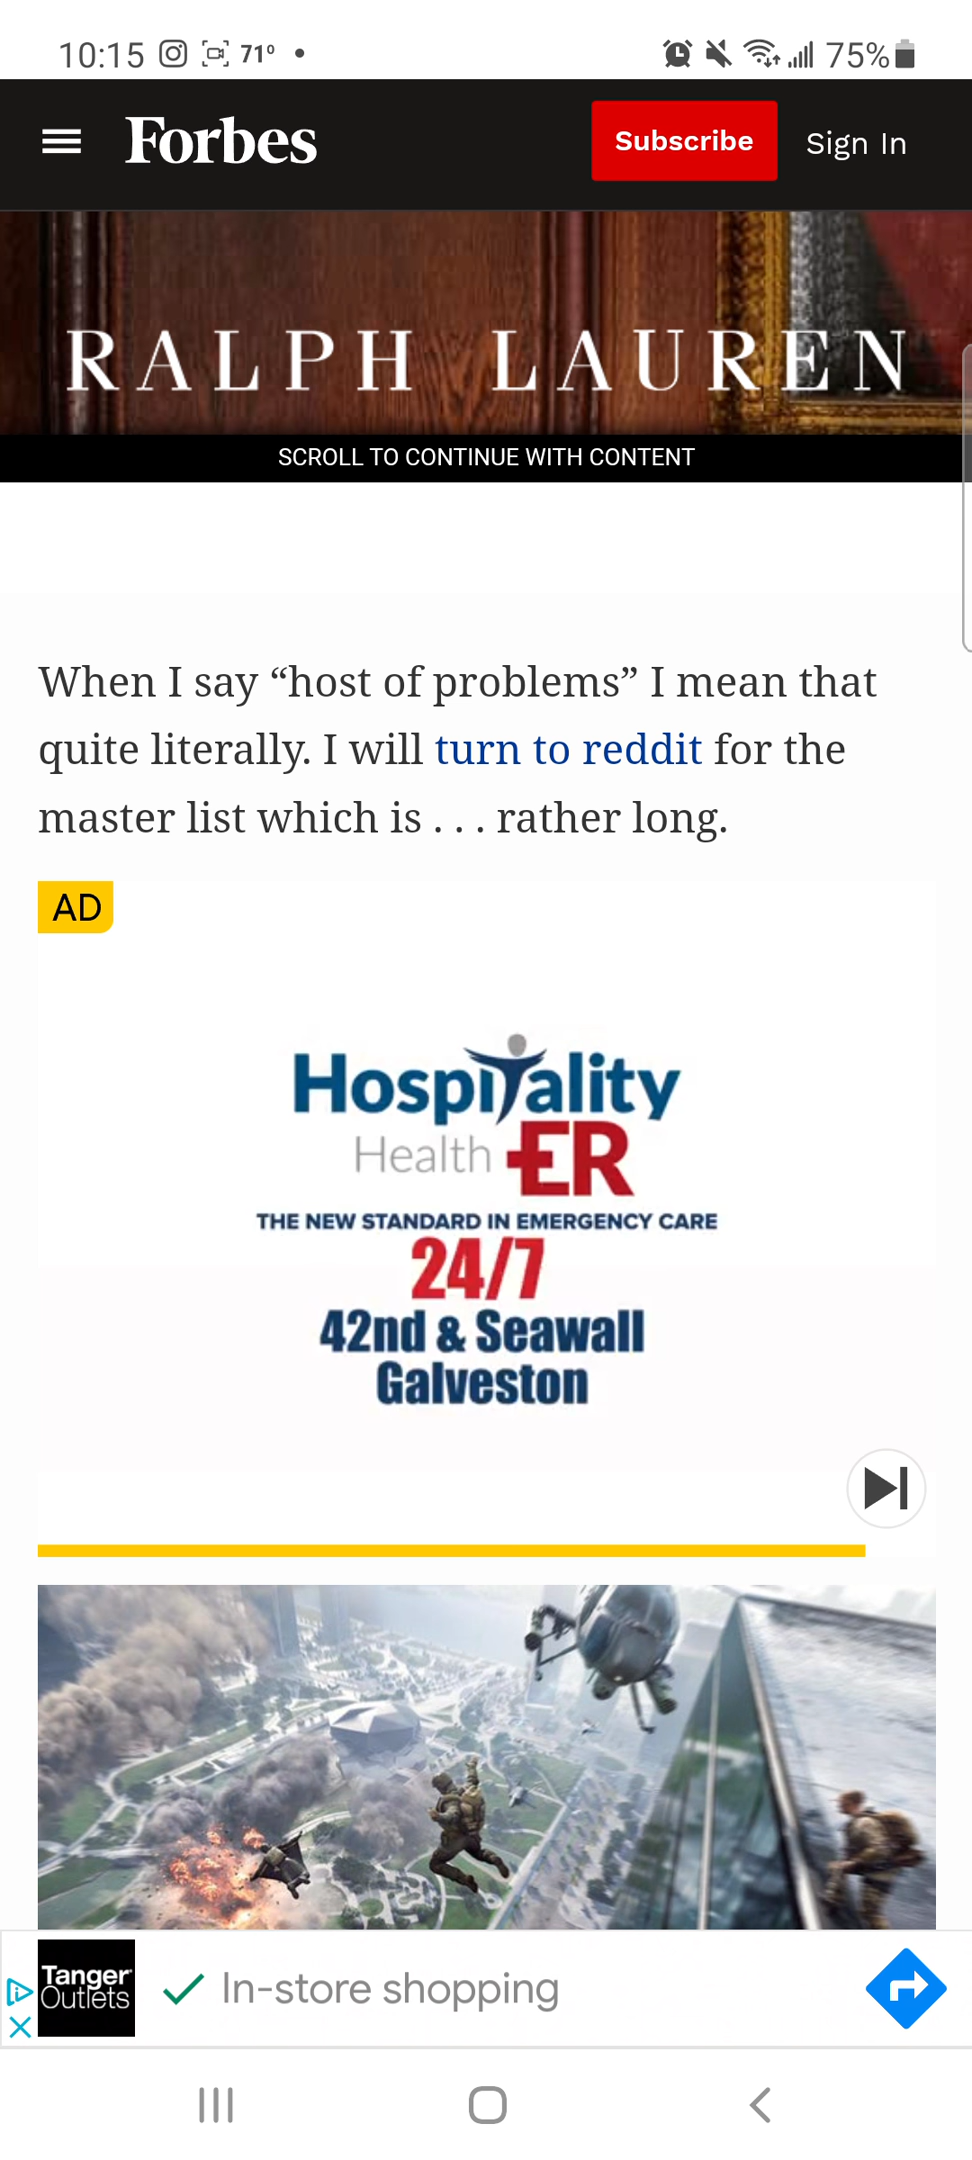 10:15 71° 75%
Forbes Subscribe Sign In
RALPH LAUREN
SCROLL TO CONTINUE WITH CONTENT
When I say “host of problems” I mean that
quite literally. I will turn to reddit for the
master list which is . . . rather long.
AD
Hospitality
Health ER
THE NEW STANDARD IN EMERGENCY CARE
24/7
42nd & Seawall
Galveston
Tanger
Outlets
In-store shopping